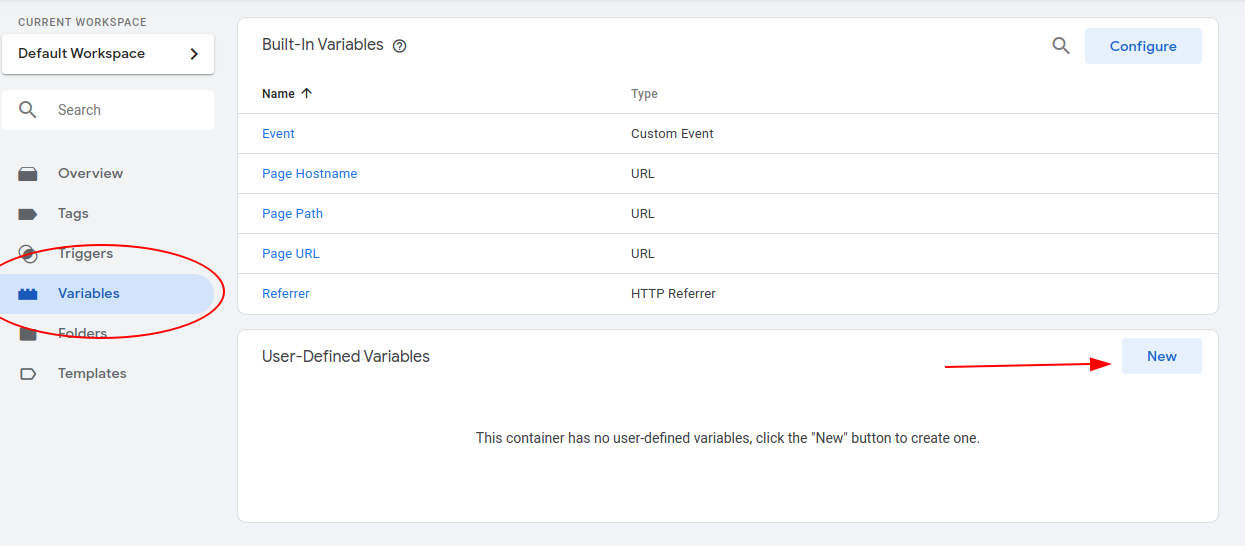 CURRENT WORKSPACE
Default Workspace
Search
Overview
Tags
Triggers
Variables
Folders
Templates
Built-In Variables
Configure
Name Type
Event Custom Event
Page Hostname URL
Page Path URL
Page URL URL
Referrer HTTP Referrer
User-Defined Variables
New
This container has no user-defined variables, click the "New" button to create one.